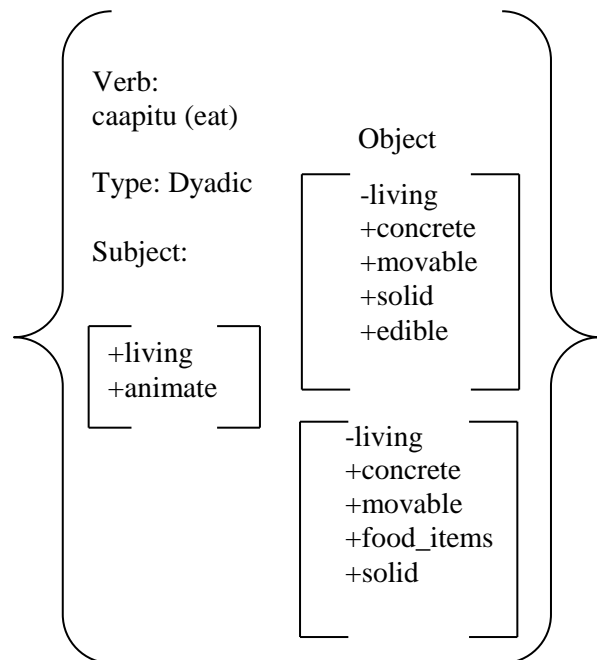 Verb:
caapitu (eat)
Type: Dyadic
Subject:
+living
+animate
Object
-living
+concrete
+movable
+solid
+edible
-living
+concrete
+movable
+food_items
+solid